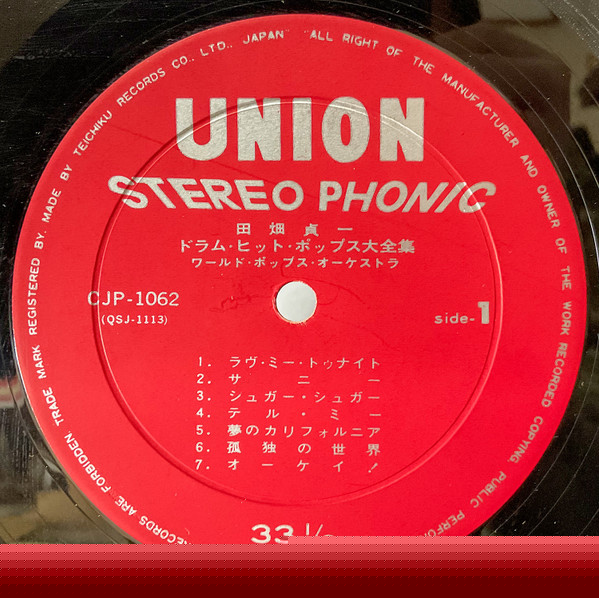 RECORDS ARE FORBIDDEN TRADE MARK REGISTERED BY. MADE BY TEICHIKU RECORDS CO., LTD., JAPAN ALL RIGHT OF THE MANUFACTURER AND OWNER OF THE WORK RECORDED COPYING, PUBLIC
UNION
STEREO PHONIC
田畑貞一
ドラム・ヒット・ポップス大全集
ワールド・ポップス・オーケストラ
CJP-1062
(QSJ-1113)
side-1
1. ラヴ・ミー・トゥナイト
2. サニー
3. シュガー・シュガー
4. テル・ミー
5. 夢のカリフォルニア
6. 孤独の世界
7. オーケイ!
33